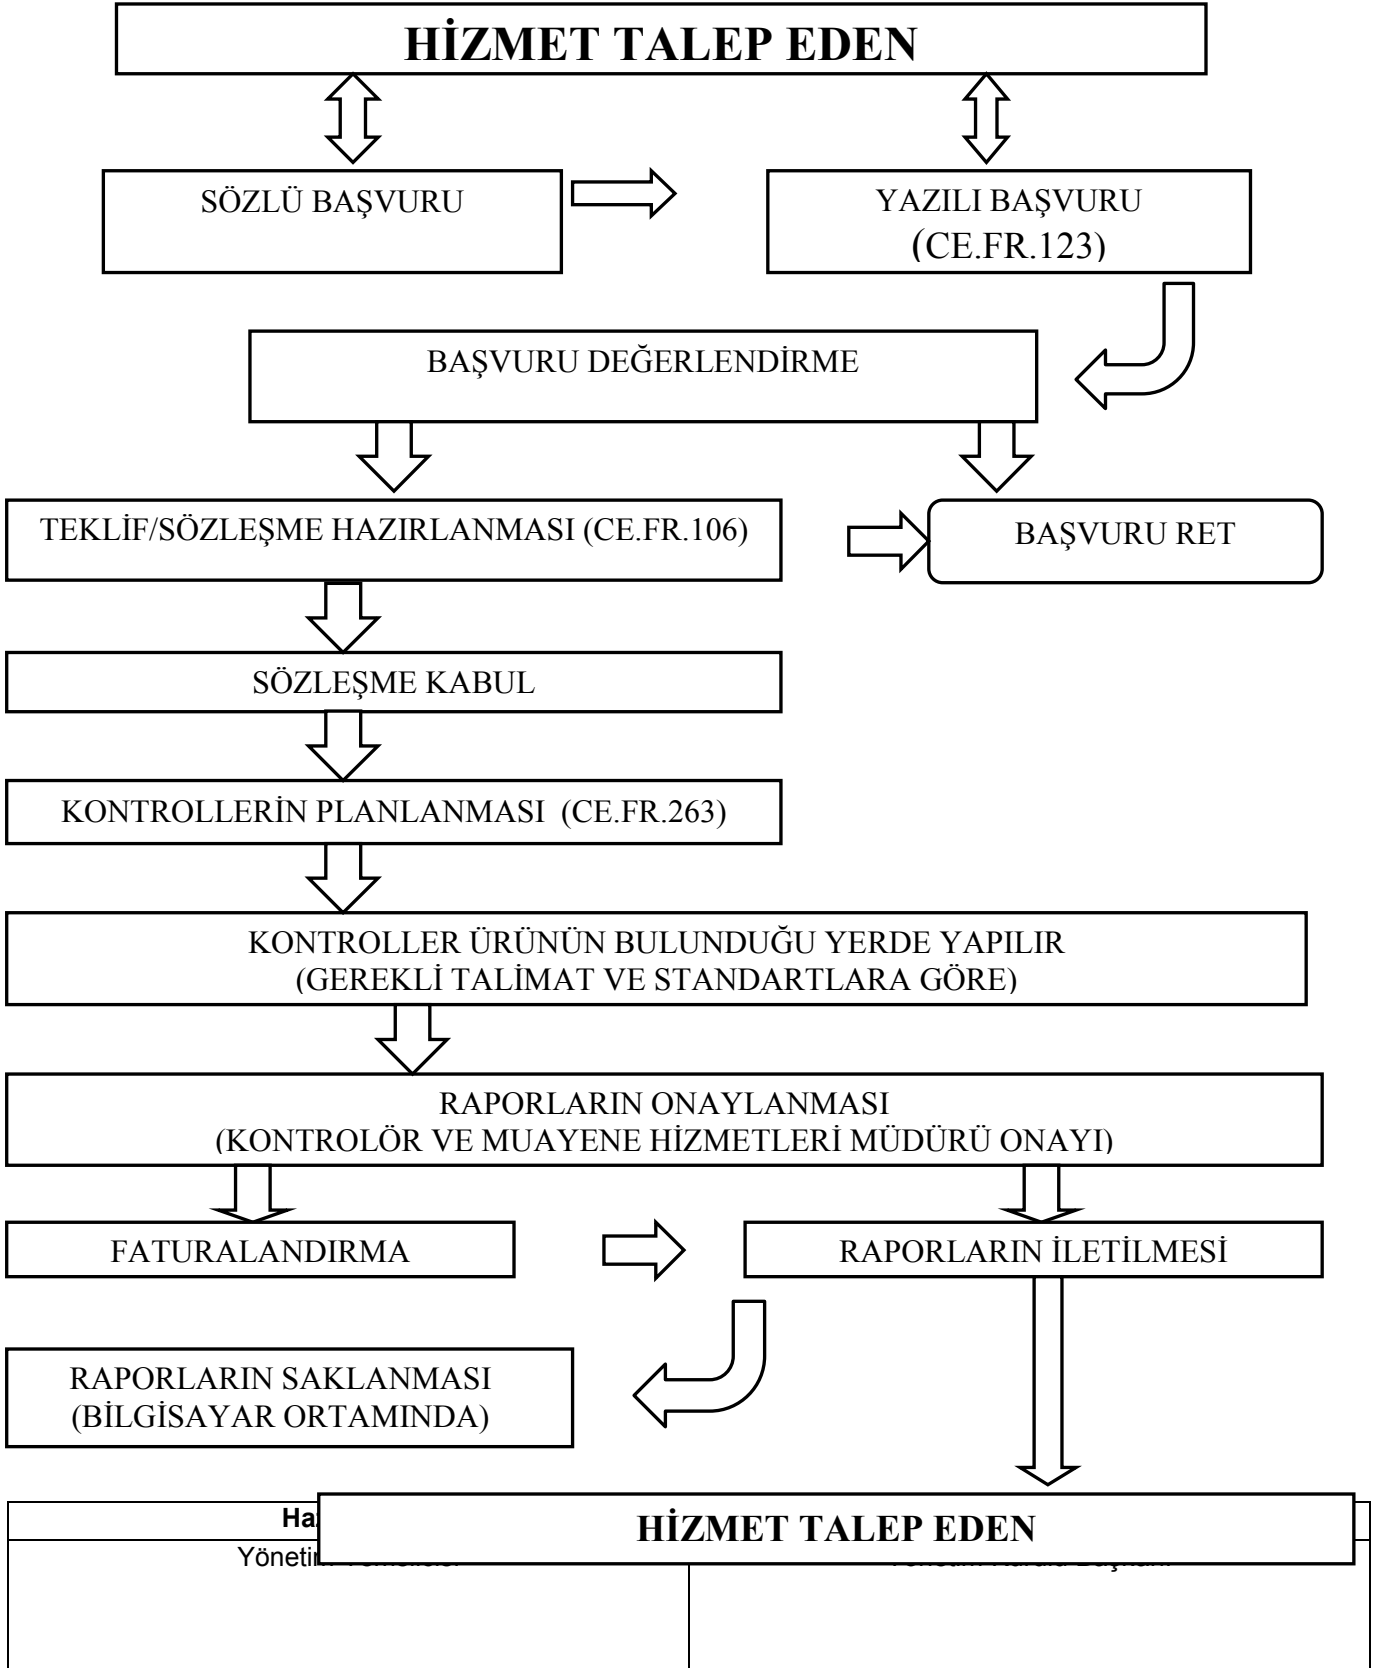 HİZMET TALEP EDEN
SÖZLÜ BAŞVURU
YAZILI BAŞVURU
(CE.FR.123)
BAŞVURU DEĞERLENDİRME
TEKLİF/SÖZLEŞME HAZIRLANMASI (CE.FR.106)
BAŞVURU RET
SÖZLEŞME KABUL
KONTROLLERİN PLANLANMASI (CE.FR.263)
KONTROLLER ÜRÜNÜN BULUNDUĞU YERDE YAPILIR
(GEREKLİ TALİMAT VE STANDARTLARA GÖRE)
RAPORLARIN ONAYLANMASI
(KONTROLÖR VE MUAYENE HİZMETLERİ MÜDÜRÜ ONAYI)
FATURALANDIRMA
RAPORLARIN İLETİLMESİ
RAPORLARIN SAKLANMASI
(BİLGİSAYAR ORTAMINDA)
HİZMET TALEP EDEN